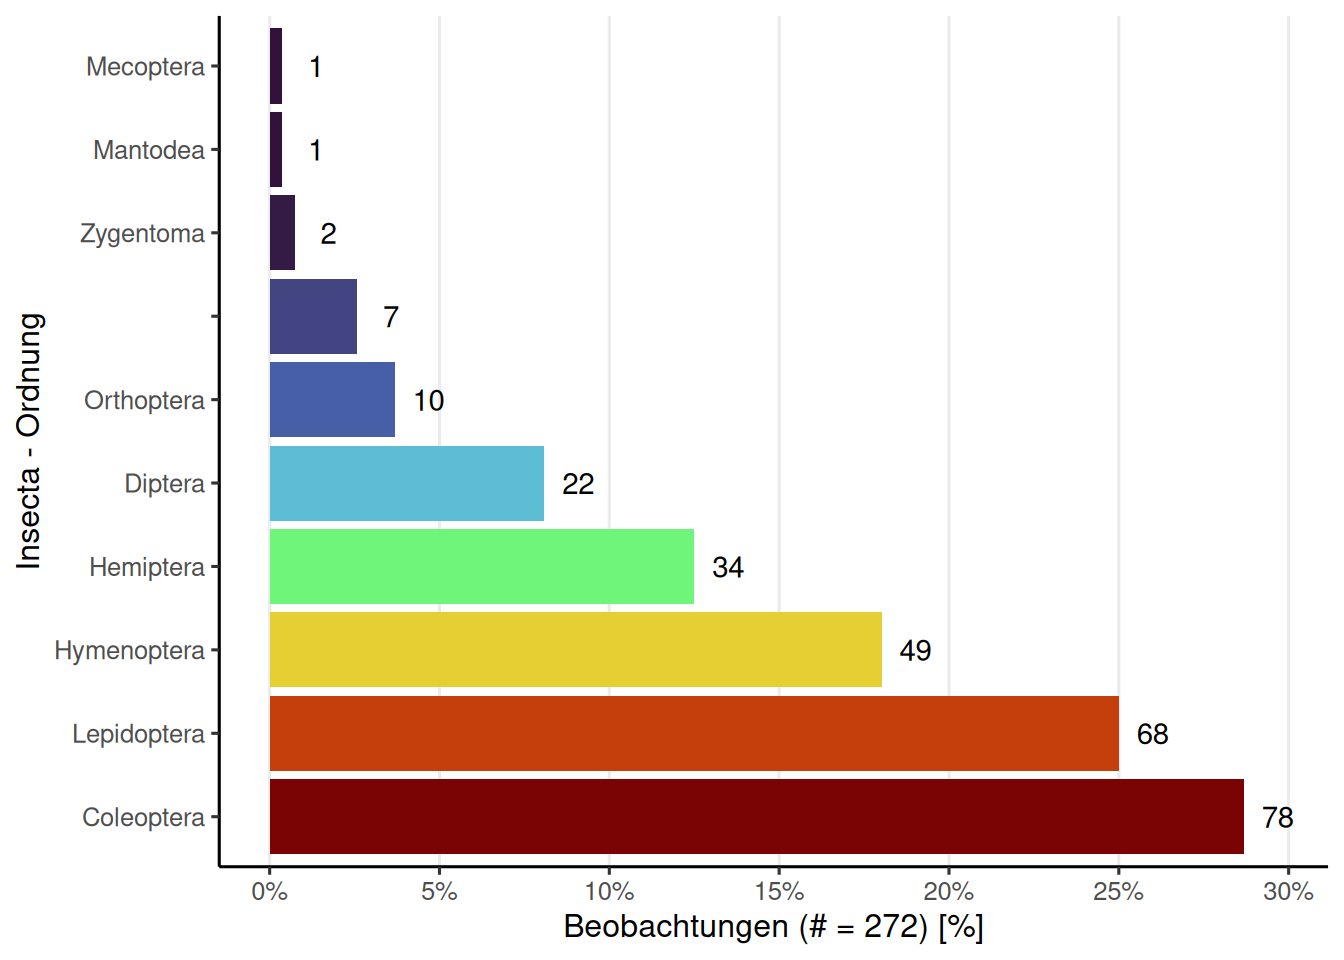 Insecta - Ordnung
Mecoptera 1
Mantodea 1
Zygentoma 2
7
Orthoptera 10
Diptera 22
Hemiptera 34
Hymenoptera 49
Lepidoptera 68
Coleoptera 78
0% 5% 10% 15% 20% 25% 30%
Beobachtungen (# = 272) [%]